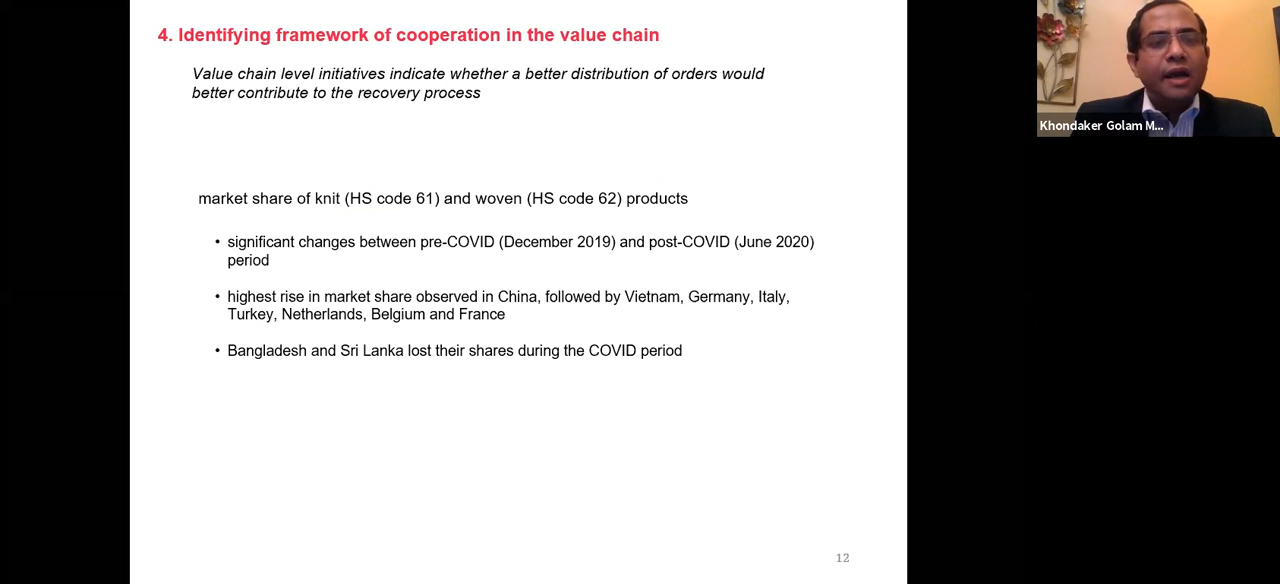 4. Identifying framework of cooperation in the value chain
Value chain level initiatives indicate whether a better distribution of orders would
better contribute to the recovery process
market share of knit (HS code 61) and woven (HS code 62) products
• significant changes between pre-COVID (December 2019) and post-COVID (June 2020)
period
• highest rise in market share observed in China, followed by Vietnam, Germany, Italy,
Turkey, Netherlands, Belgium and France
• Bangladesh and Sri Lanka lost their shares during the COVID period
12
Khondaker Golam M...